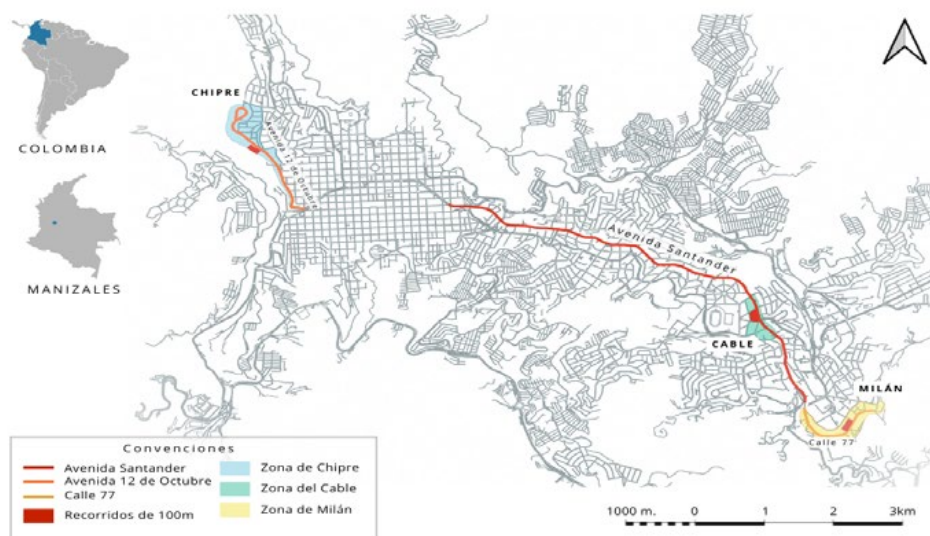 COLOMBIA
MANIZALES
CHIPRE
Avenida 12 de Octubre
Avenida Santander
CABLE
MILÁN
Calle 77
Convenciones
Avenida Santander
Avenida 12 de Octubre
Calle 77
Recorridos de 100m
Zona de Chipre
Zona del Cable
Zona de Milán
1000 m. 0 1 2 3km